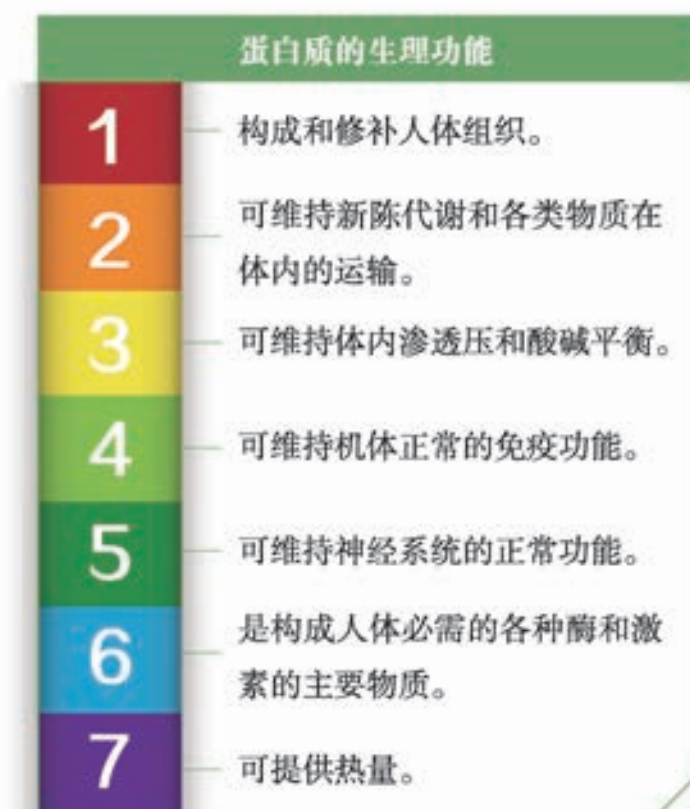 蛋白质的生理功能
1
构成和修补人体组织。
2
可维持新陈代谢和各类物质在
体内的运输。
3
可维持体内渗透压和酸碱平衡。
4
可维持机体正常的免疫功能。
5
可维持神经系统的正常功能。
6
是构成人体必需的各种酶和激
素的主要物质。
7
可提供热量。